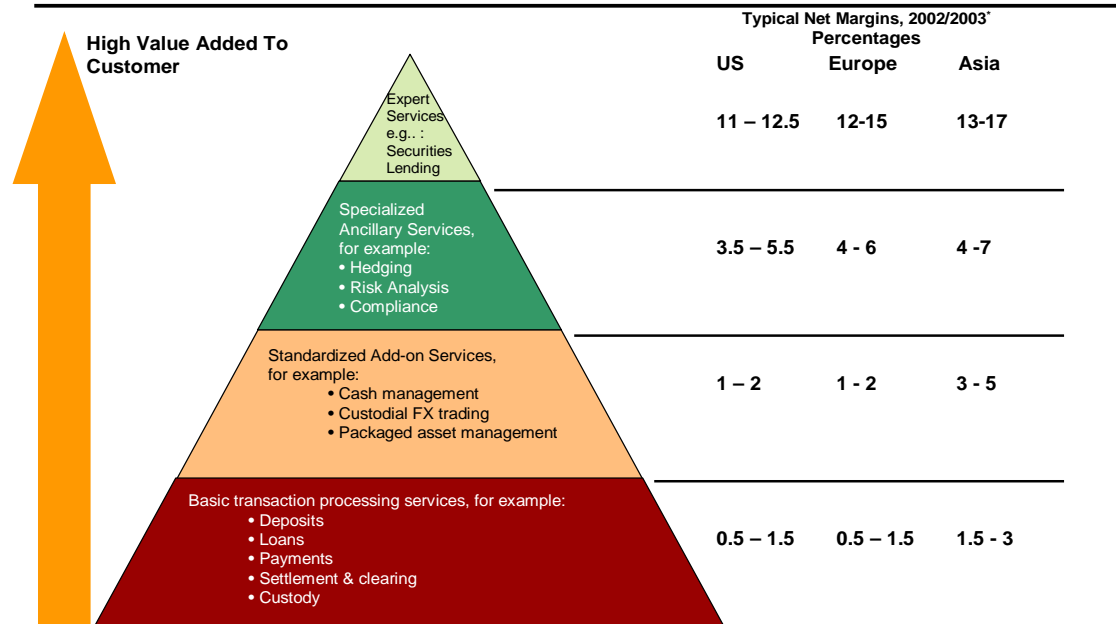 Typical Net Margins, 2002/2003*
Percentages
High Value Added To
Customer
US Europe Asia
Expert
Services
e.g.. :
Securities
Lending
11 – 12.5 12-15 13-17
Specialized
Ancillary Services,
for example:
• Hedging
• Risk Analysis
• Compliance
3.5 – 5.5 4 - 6 4 -7
Standardized Add-on Services,
for example:
• Cash management
• Custodial FX trading
• Packaged asset management
1 – 2 1 - 2 3 - 5
Basic transaction processing services, for example:
• Deposits
• Loans
• Payments
• Settlement & clearing
• Custody
0.5 – 1.5 0.5 – 1.5 1.5 - 3